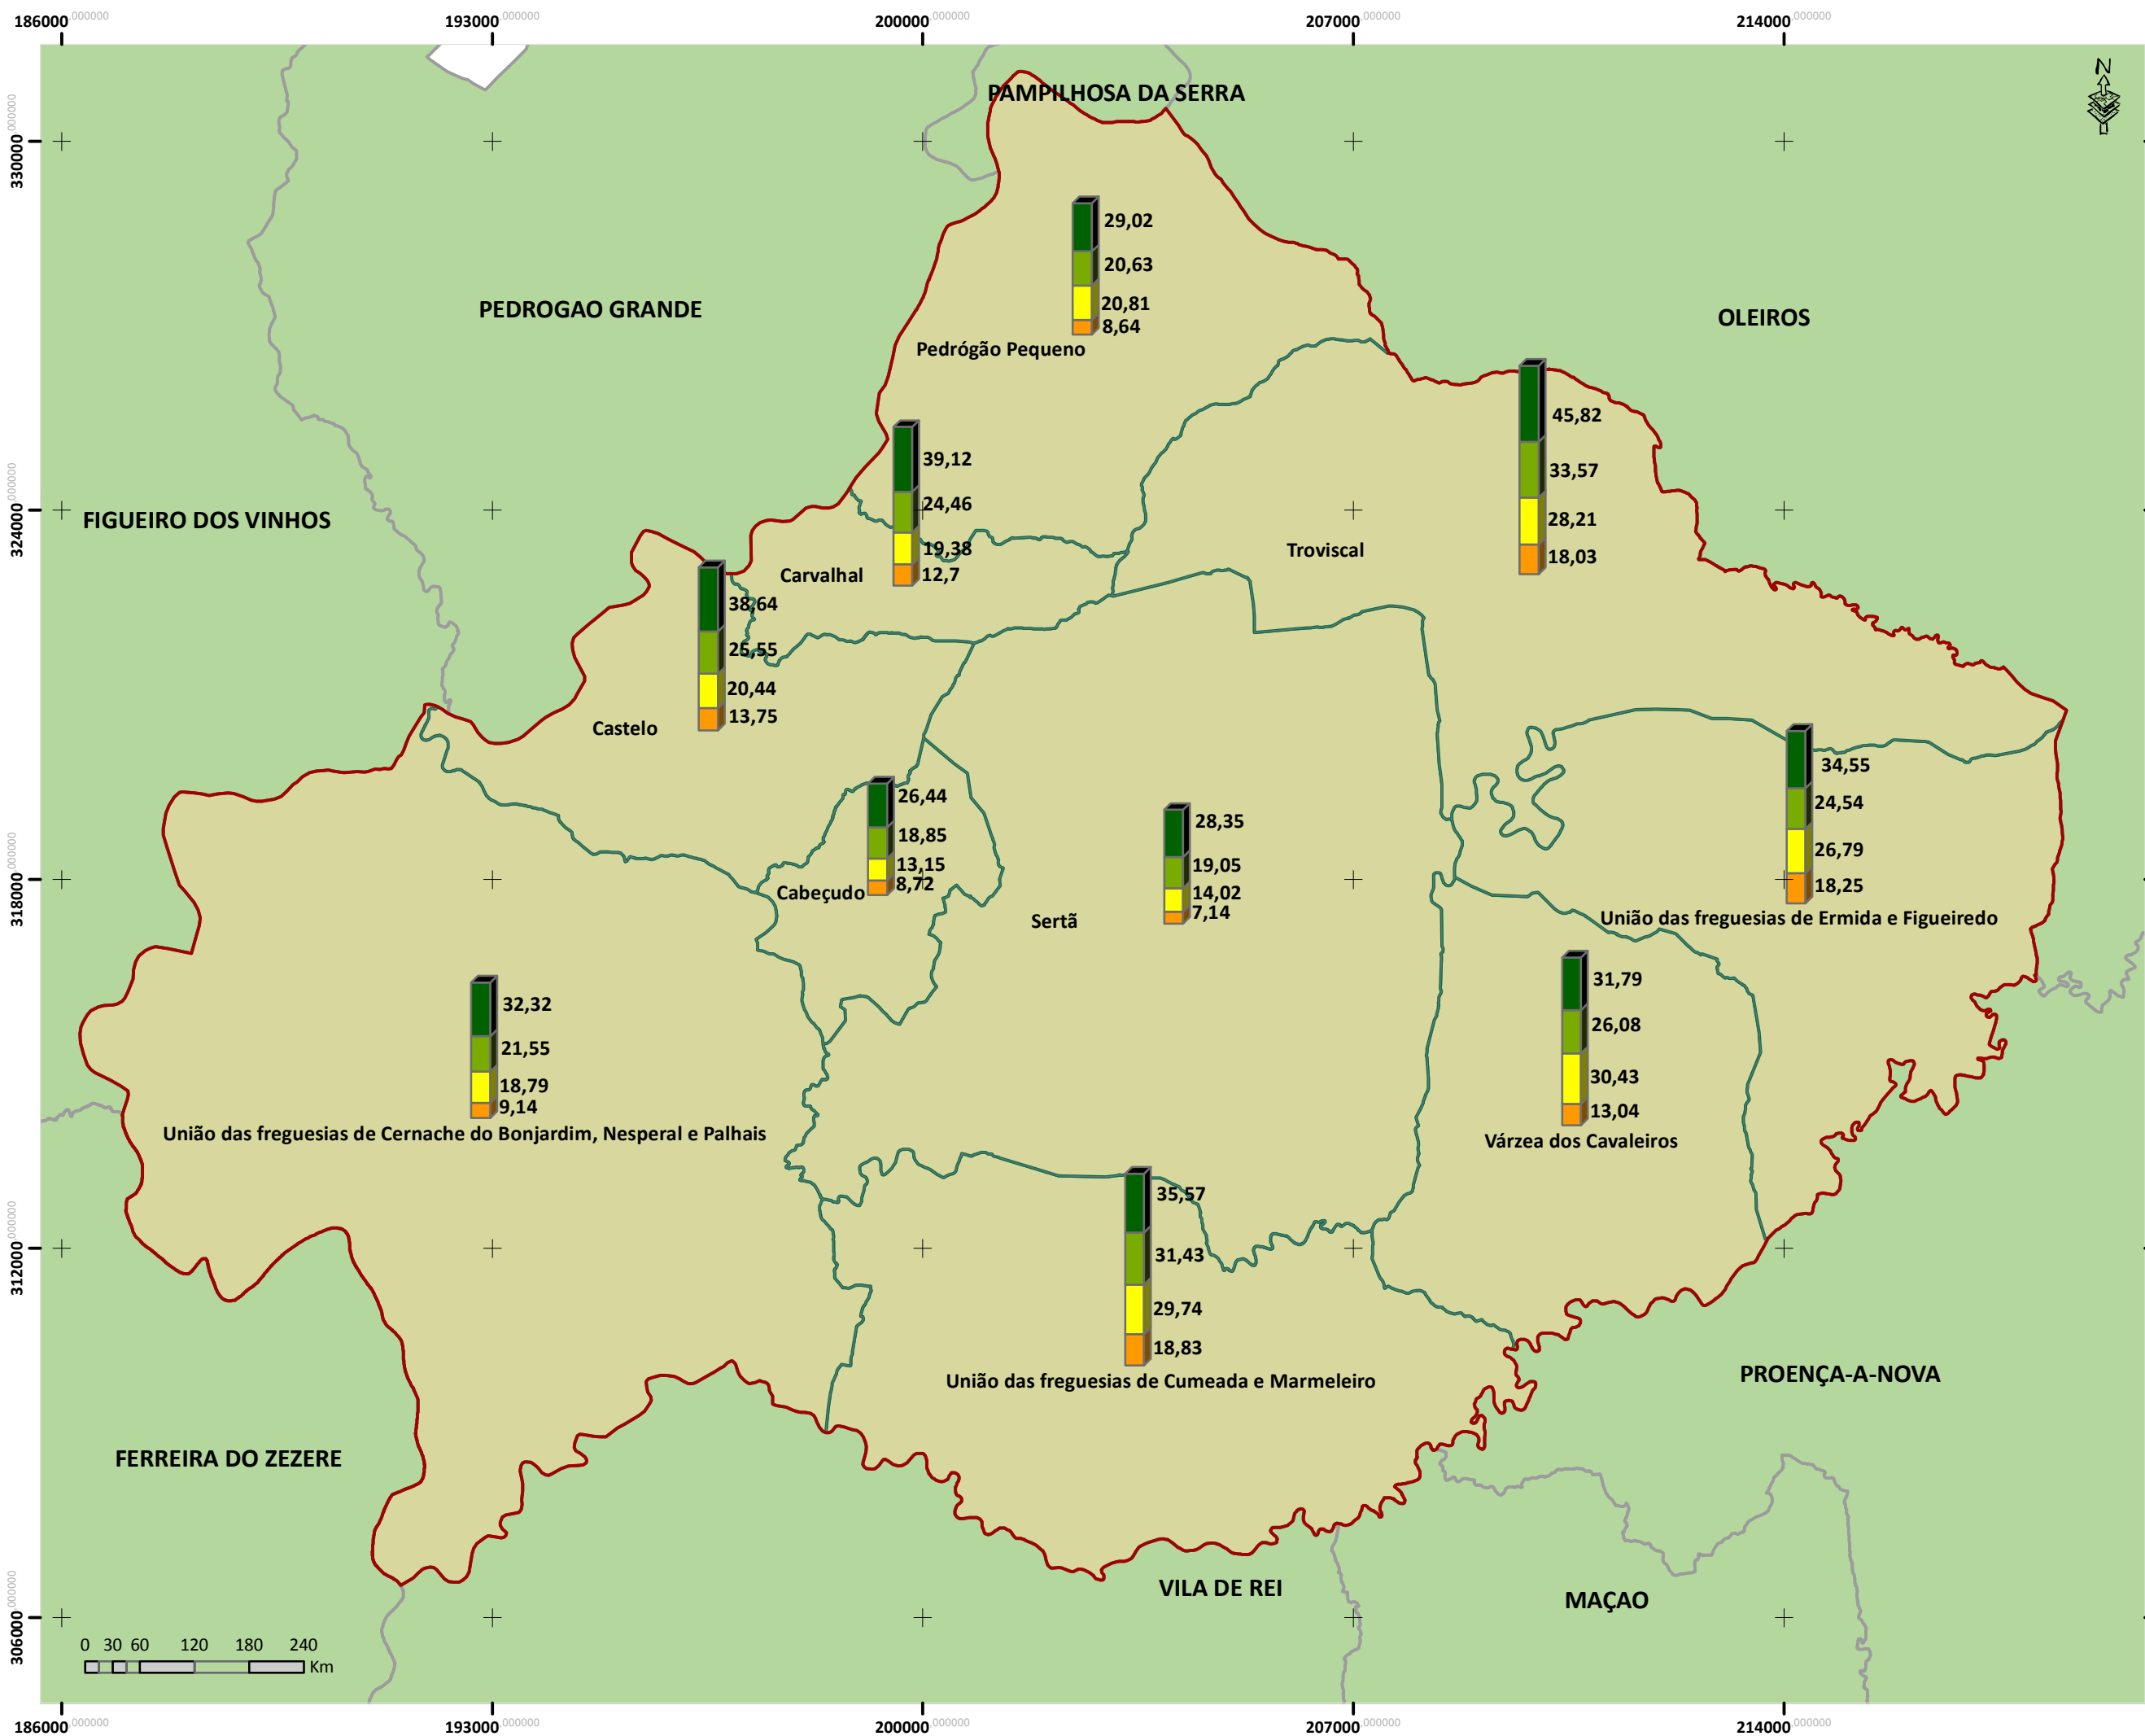 186000.000000 193000.000000 200000.000000 207000.000000 214000.000000
N
PAMPILHOSA DA SERRA
330000.000000
29,02
20,63
20,81
8,64
Pedrógão Pequeno
PEDROGAO GRANDE
OLEIROS
45,82
33,57
28,21
18,03
Troviscal
39,12
24,46
19,38
12,7
Carvalhal
FIGUEIRO DOS VINHOS
324000.000000
38,64
25,55
20,44
13,75
Castelo
34,55
24,54
26,79
18,25
União das freguesias de Ermida e Figueiredo
26,44
18,85
13,15
8,72
Cabeçudo
28,35
19,05
14,02
7,14
Sertã
318000.000000
32,32
21,55
18,79
9,14
União das freguesias de Cernache do Bonjardim, Nesperal e Palhais
31,79
26,08
30,43
13,04
Várzea dos Cavaleiros
35,57
31,43
29,74
18,83
União das freguesias de Cumeada e Marmeleiro
312000.000000
PROENÇA-A-NOVA
FERREIRA DO ZEZERE
VILA DE REI
MAÇAO
306000.000000
0 30 60 120 180 240
Km
186000.000000 193000.000000 200000.000000 207000.000000 214000.000000